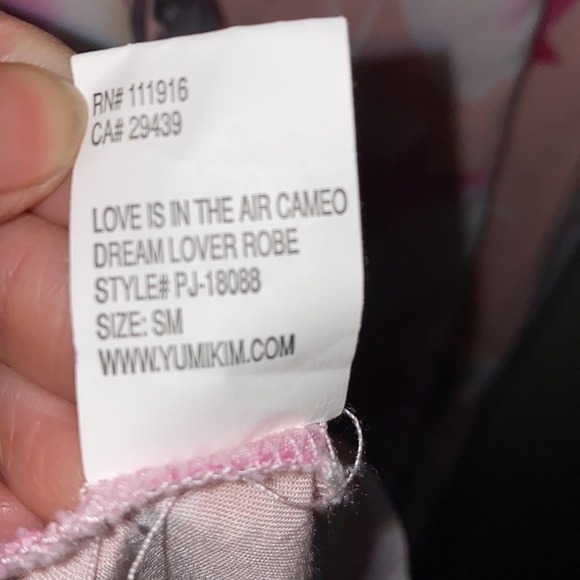 RN# 111916
CA# 29439
LOVE IS IN THE AIR CAMEO
DREAM LOVER ROBE
STYLE# PJ-18088
SIZE: SM
WWW.YUMIKIM.COM